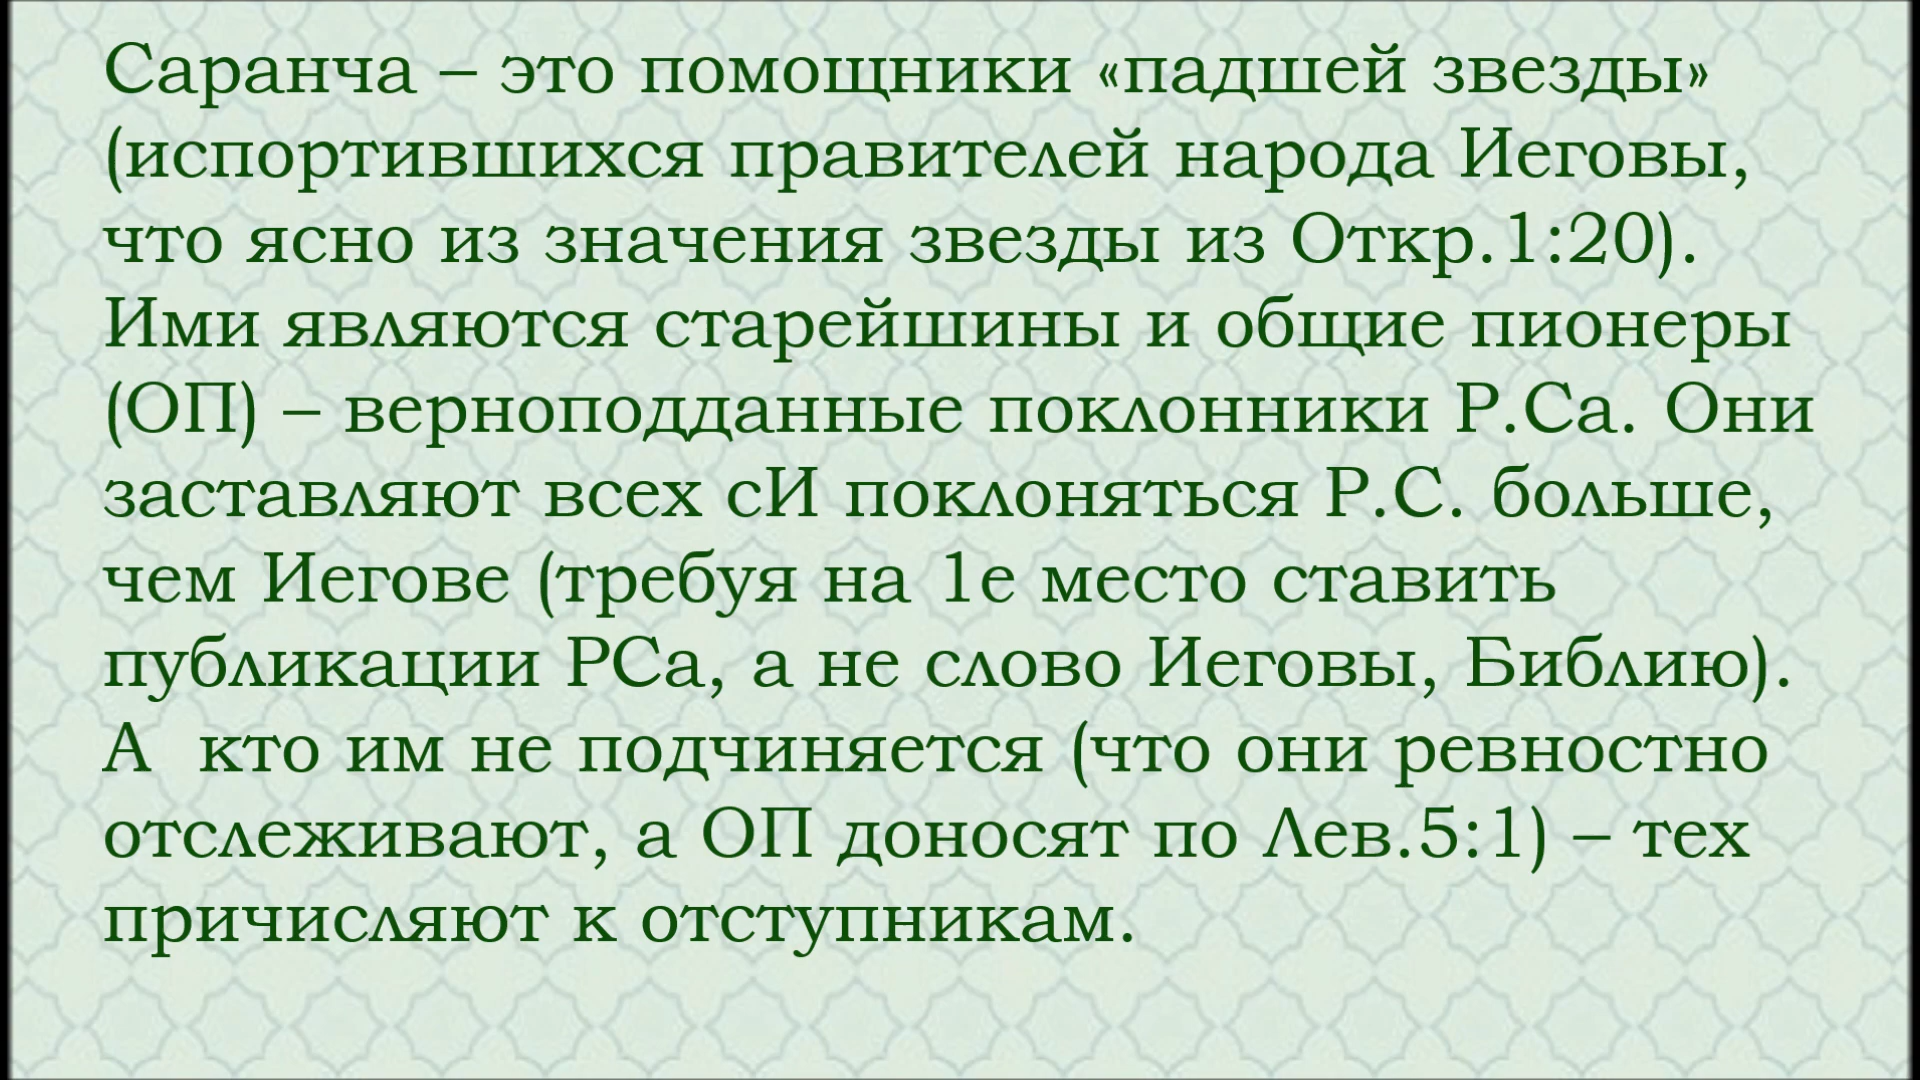 Саранча – это помощники «падшей звезды»
(испортившихся правителей народа Иеговы,
что ясно из значения звезды из Откр.1:20).
Ими являются старейшины и общие пионеры
(ОП) – верноподданные поклонники Р.Са. Они
заставляют всех сИ поклоняться Р.С. больше,
чем Иегове (требуя на 1е место ставить
публикации РСа, а не слово Иеговы, Библию).
А  кто им не подчиняется (что они ревностно
отслеживают, а ОП доносят по Лев.5:1) – тех
причисляют к отступникам.